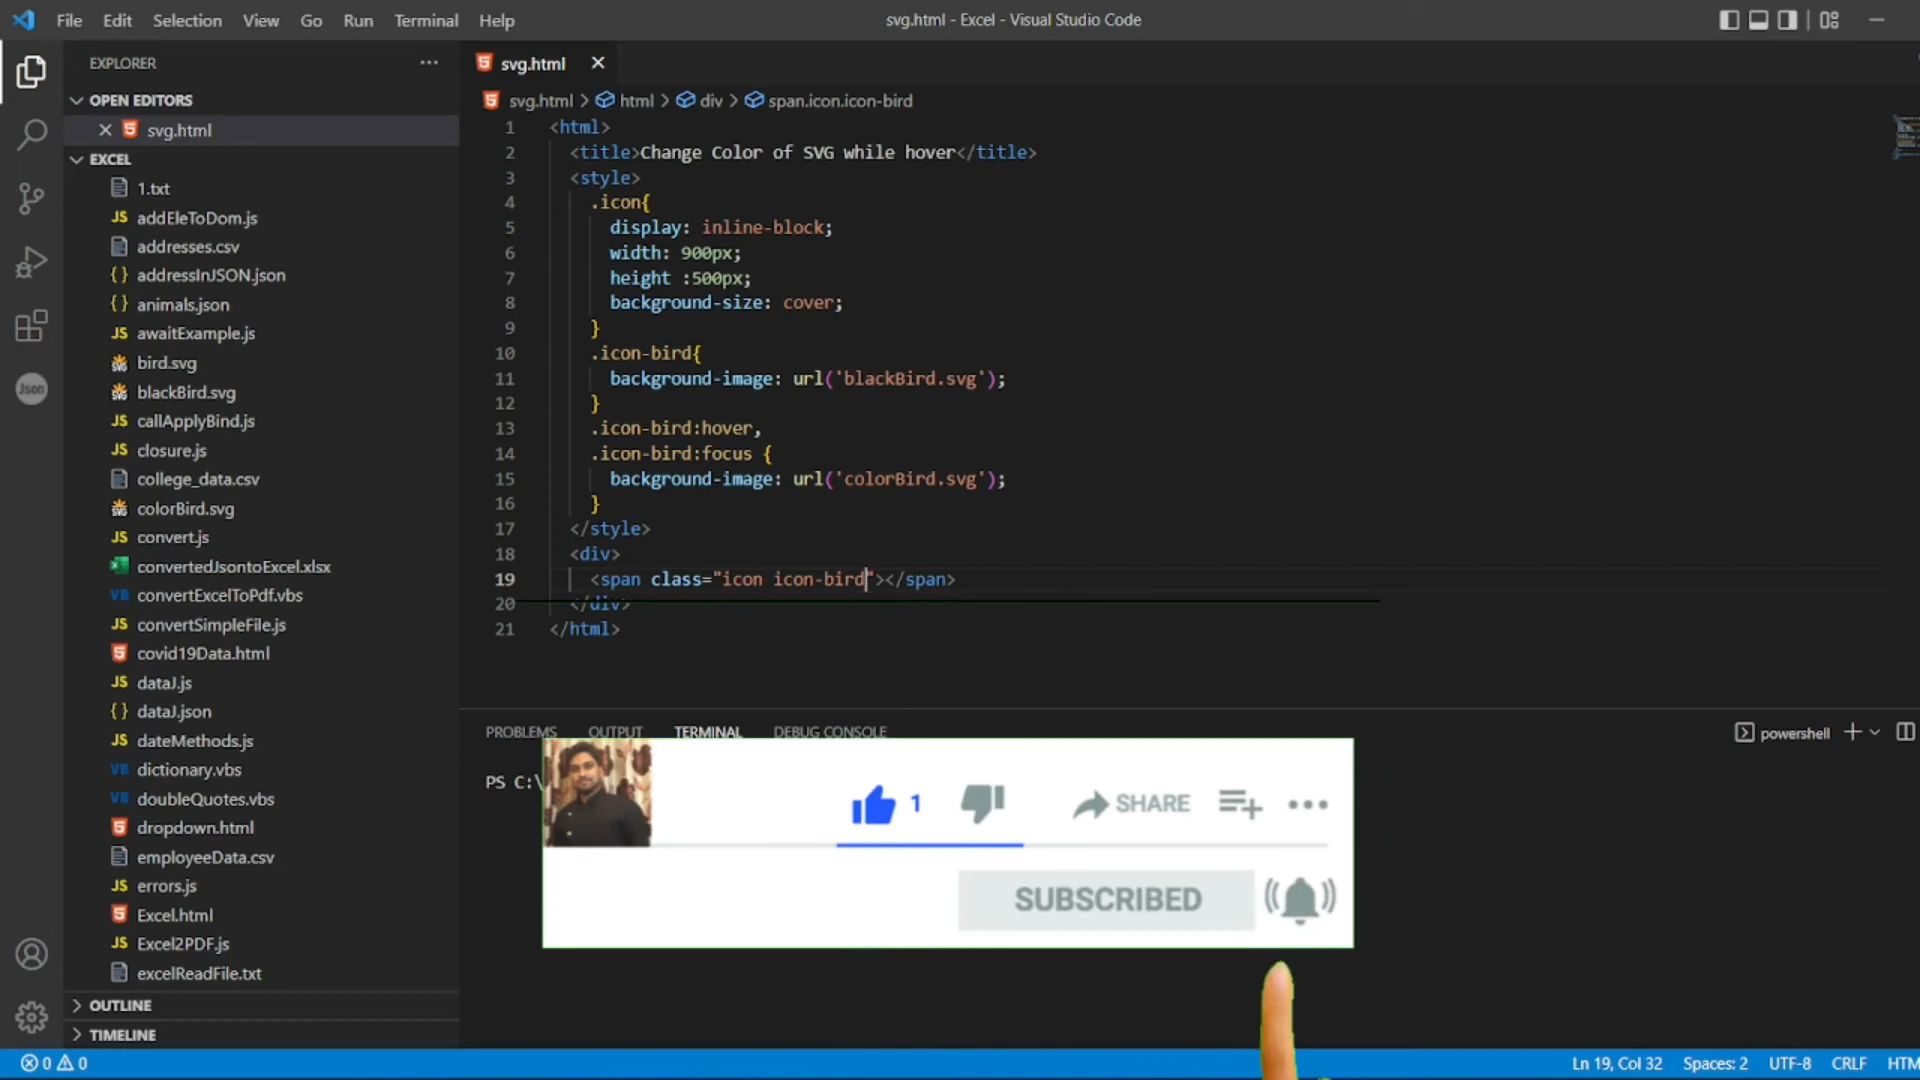 File Edit Selection View Go Run Terminal Help
svg.html - Excel - Visual Studio Code
EXPLORER
OPEN EDITORS
svg.html
EXCEL
1.txt
addEleToDom.js
addresses.csv
addressInJSON.json
animals.json
awaitExample.js
bird.svg
blackBird.svg
callApplyBind.js
closure.js
college_data.csv
colorBird.svg
convert.js
convertedJsontoExcel.xlsx
convertExcelToPdf.vbs
convertSimpleFile.js
covid19Data.html
dataJ.js
dataJ.json
dateMethods.js
dictionary.vbs
doubleQuotes.vbs
dropdown.html
employeeData.csv
errors.js
Excel.html
Excel2PDF.js
excelReadFile.txt
OUTLINE
TIMELINE
svg.html
svg.html > html > div > span.icon.icon-bird
1 <html>
2 <title>Change Color of SVG while hover</title>
3 <style>
4 .icon{
5 display: inline-block;
6 width: 900px;
7 height :500px;
8 background-size: cover;
9 }
10 .icon-bird{
11 background-image: url('blackBird.svg');
12 }
13 .icon-bird:hover,
14 .icon-bird:focus {
15 background-image: url('colorBird.svg');
16 }
17 </style>
18 <div>
19 <span class="icon icon-bird"></span>
20 </div>
21 </html>
PROBLEMS OUTPUT TERMINAL DEBUG CONSOLE
powershell
PS C:\
1 SHARE
SUBSCRIBED
0 0
Ln 19, Col 32 Spaces: 2 UTF-8 CRLF HTM